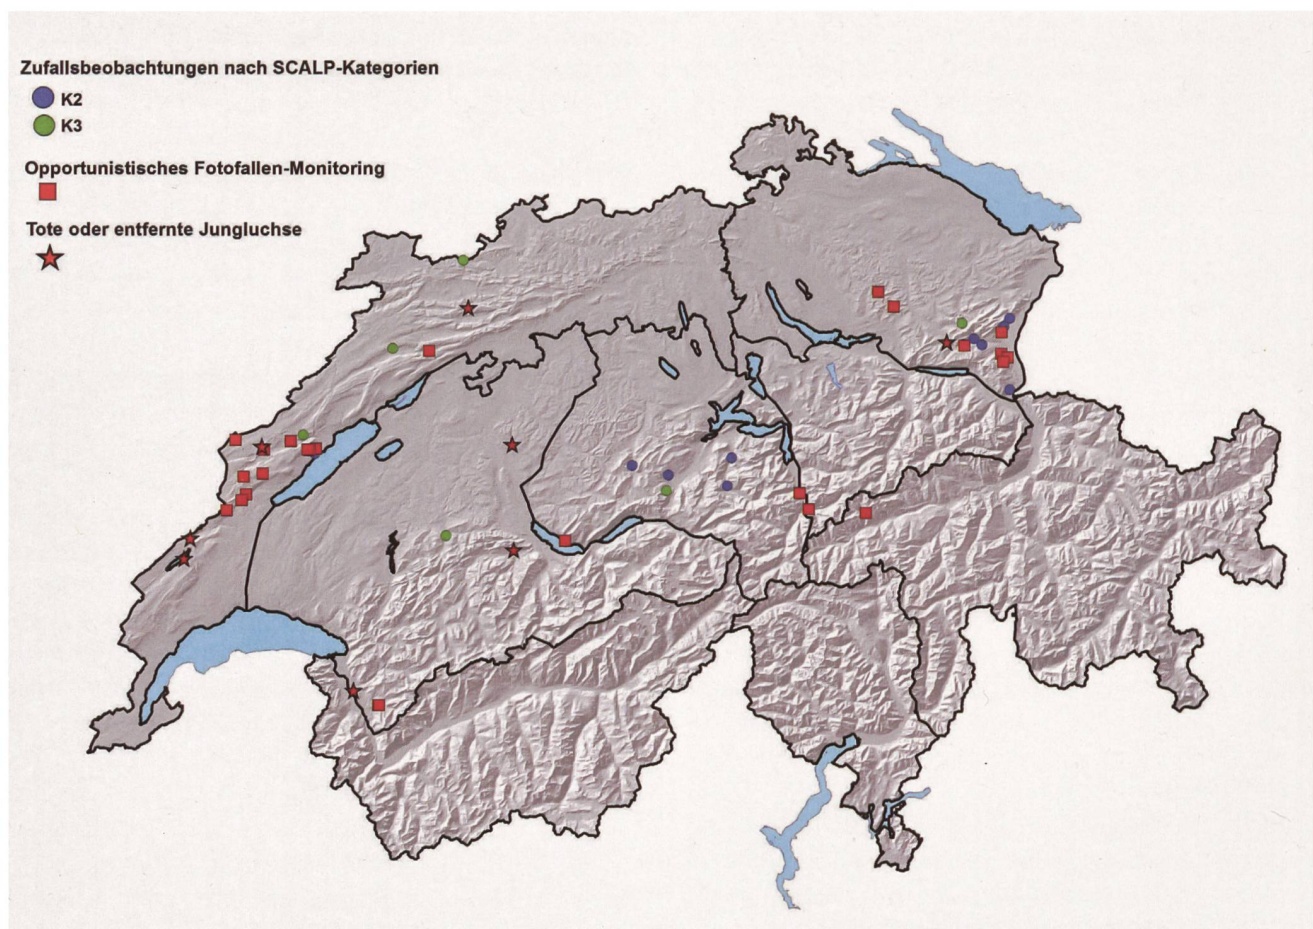 Zufallsbeobachtungen nach SCALP-Kategorien
K2
K3
Opportunistisches Fotofallen-Monitoring
Tote oder entfernte Jungluchse